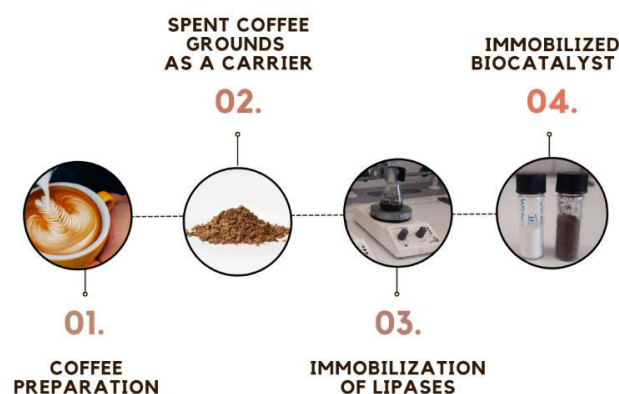 SPENT COFFEE
GROUNDS
AS A CARRIER
02.
IMMOBILIZED
BIOCATALYST
04.
01.
COFFEE
PREPARATION
03.
IMMOBILIZATION
OF LIPASES